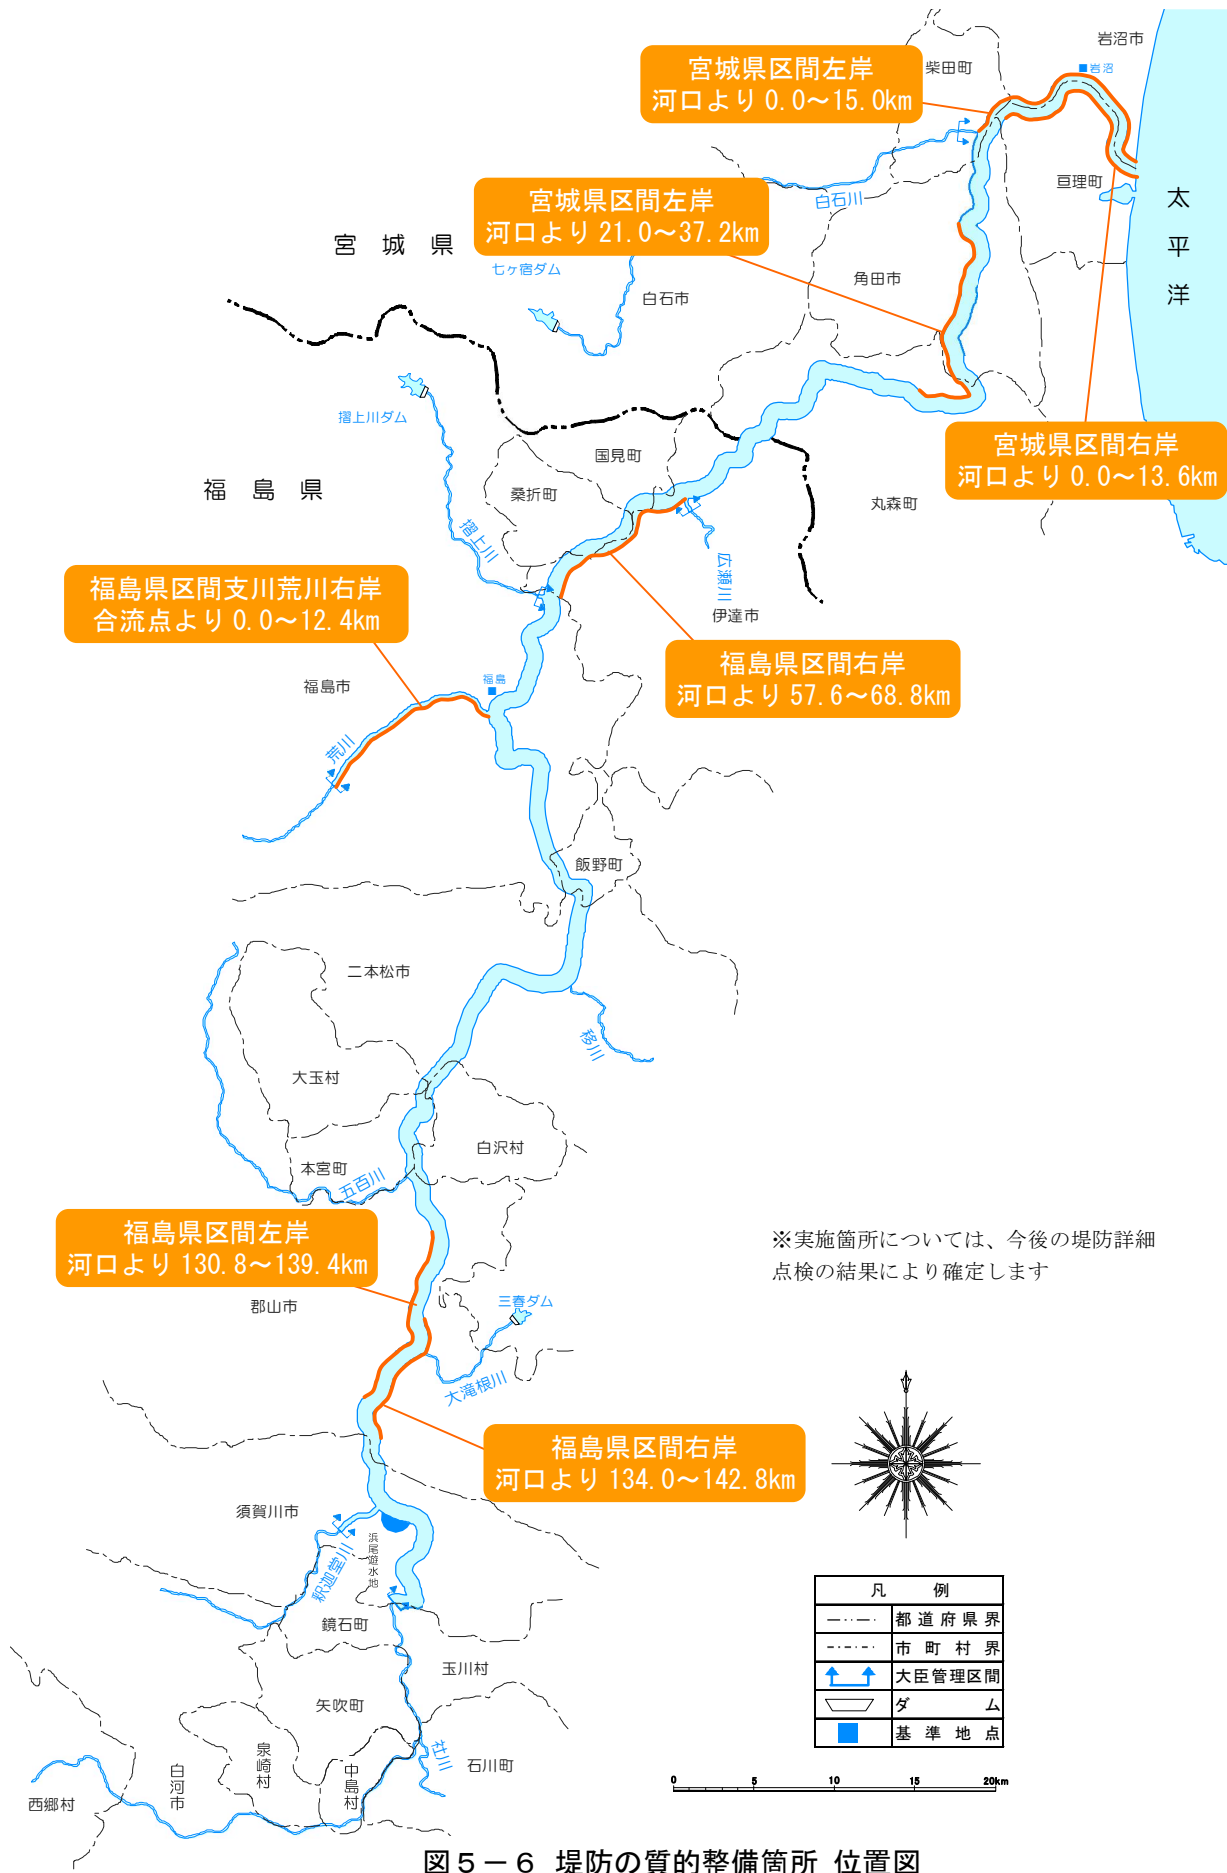 岩沼市
宮城県区間左岸
河口より 0.0～15.0km
柴田町
岩沼
亘理町
白石川
太平洋
宮城県区間左岸
河口より 21.0～37.2km
宮城県
七ヶ宿ダム
白石市
角田市
摺上川ダム
宮城県区間右岸
河口より 0.0～13.6km
国見町
桑折町
福島県
丸森町
摺上川
広瀬川
福島県区間支川荒川右岸
合流点より 0.0～12.4km
伊達市
福島県区間右岸
河口より 57.6～68.8km
福島市
福島
荒川
飯野町
二本松市
移川
大玉村
白沢村
本宮町
五百川
福島県区間左岸
河口より 130.8～139.4km
※実施箇所については、今後の堤防詳細
点検の結果により確定します
郡山市
三春ダム
大滝根川
福島県区間右岸
河口より 134.0～142.8km
須賀川市
浜尾遊水地
釈迦堂川
鏡石町
玉川村
矢吹町
泉崎村
中島村
社川
石川町
白河市
西郷村
凡例
都道府県界
市町村界
大臣管理区間
ダム
基準地点
0 5 10 15 20km
図５－６ 堤防の質的整備箇所 位置図